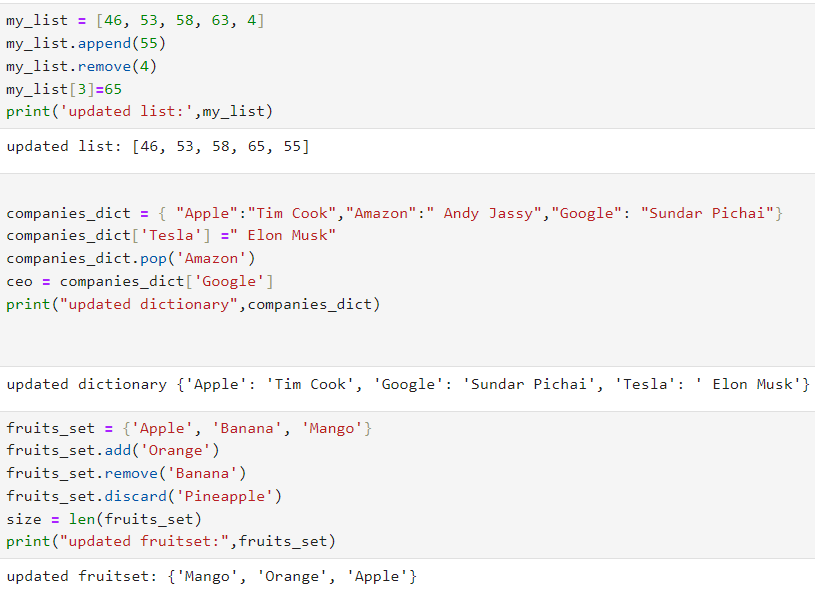 my_list = [46, 53, 58, 63, 4]
my_list.append(55)
my_list.remove(4)
my_list[3]=65
print('updated list:',my_list)
updated list: [46, 53, 58, 65, 55]
companies_dict = { "Apple":"Tim Cook","Amazon":" Andy Jassy","Google": "Sundar Pichai"}
companies_dict['Tesla'] =" Elon Musk"
companies_dict.pop('Amazon')
ceo = companies_dict['Google']
print("updated dictionary",companies_dict)
updated dictionary {'Apple': 'Tim Cook', 'Google': 'Sundar Pichai', 'Tesla': ' Elon Musk'}
fruits_set = {'Apple', 'Banana', 'Mango'}
fruits_set.add('Orange')
fruits_set.remove('Banana')
fruits_set.discard('Pineapple')
size = len(fruits_set)
print("updated fruitset:",fruits_set)
updated fruitset: {'Mango', 'Orange', 'Apple'}